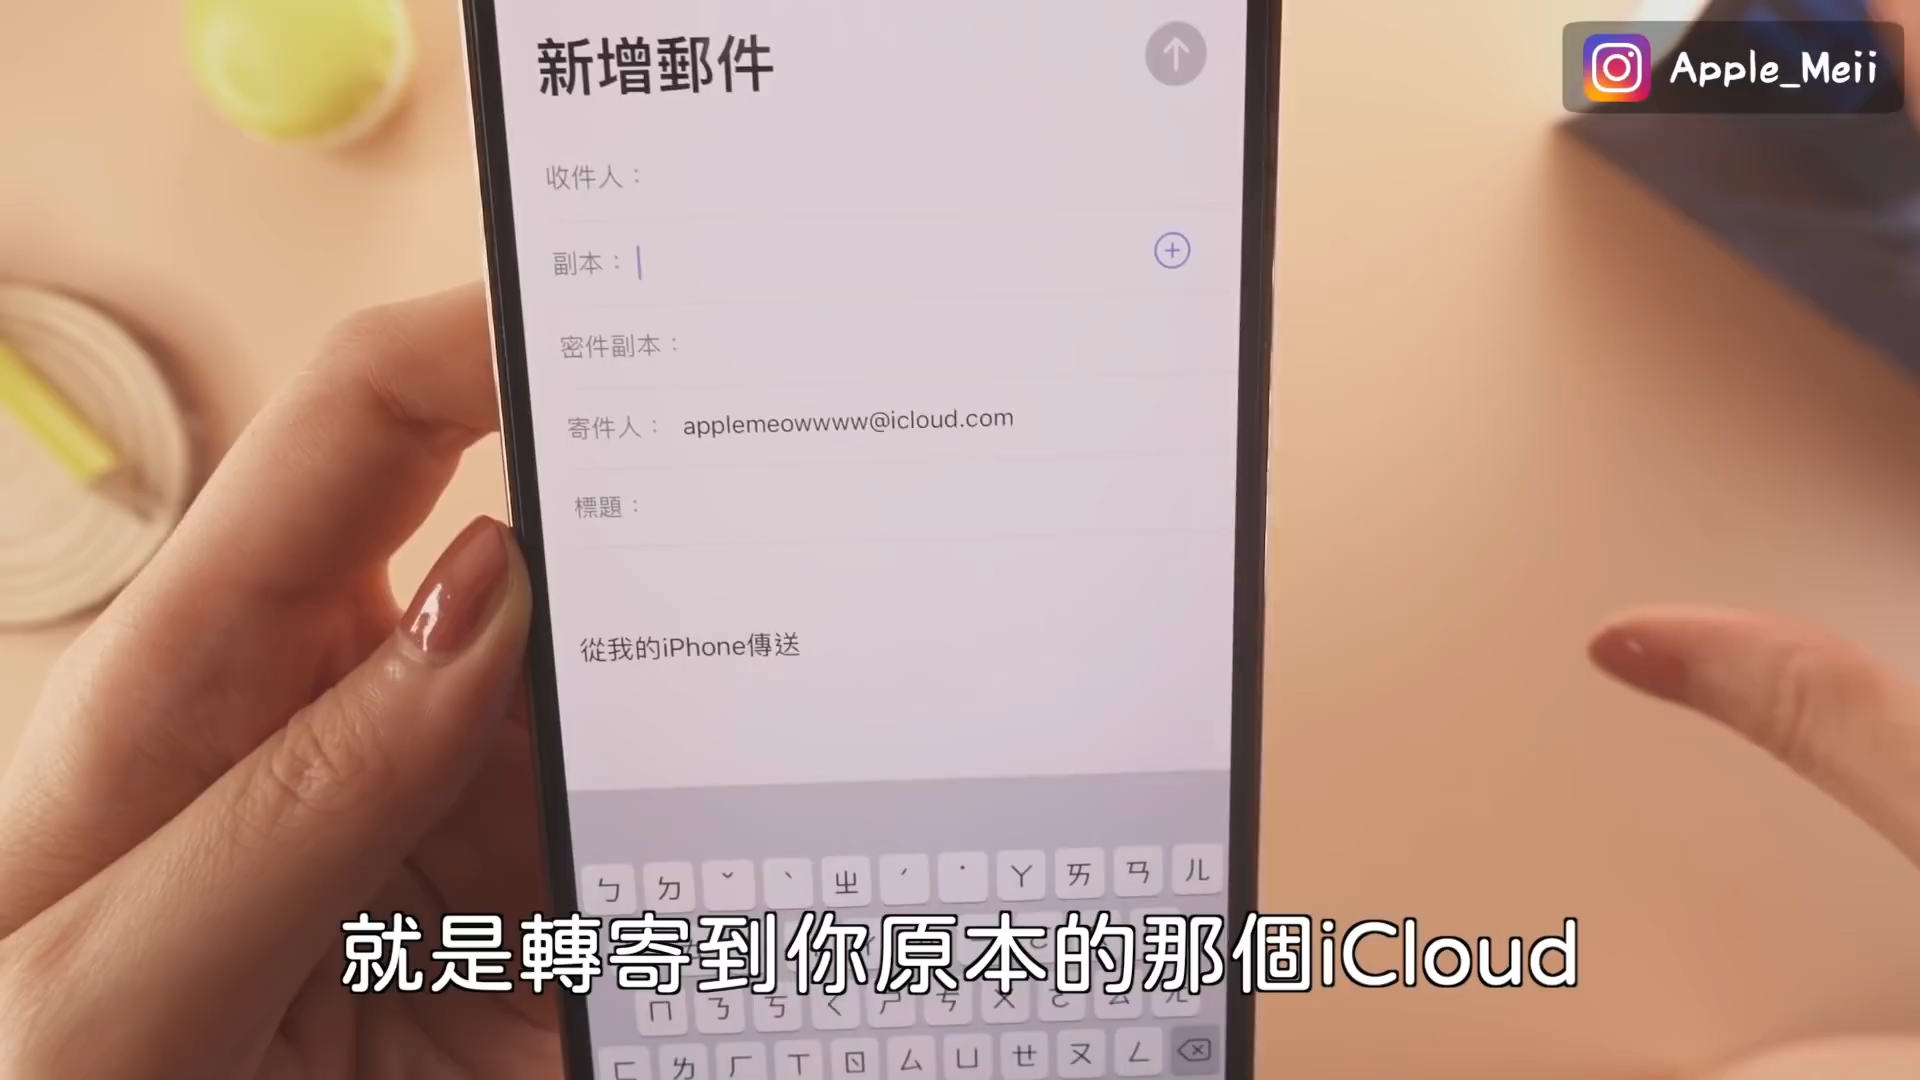 新增郵件
Apple_Meii
收件人：
副本：
密件副本：
寄件人： applemeowwww@icloud.com
標題：
從我的iPhone傳送
ㄅ ㄉ ˇ ˋ ㄓ ˊ ˙ ㄚ ㄞ ㄢ ㄦ
就是轉寄到你原本的那個iCloud
ㄇ ㄋ ㄎ ㄑ ㄕ ㄘ ㄨ ㄜ ㄠ ㄤ
ㄈ ㄌ ㄏ ㄒ ㄖ ㄙ ㄩ ㄝ ㄡ ㄥ